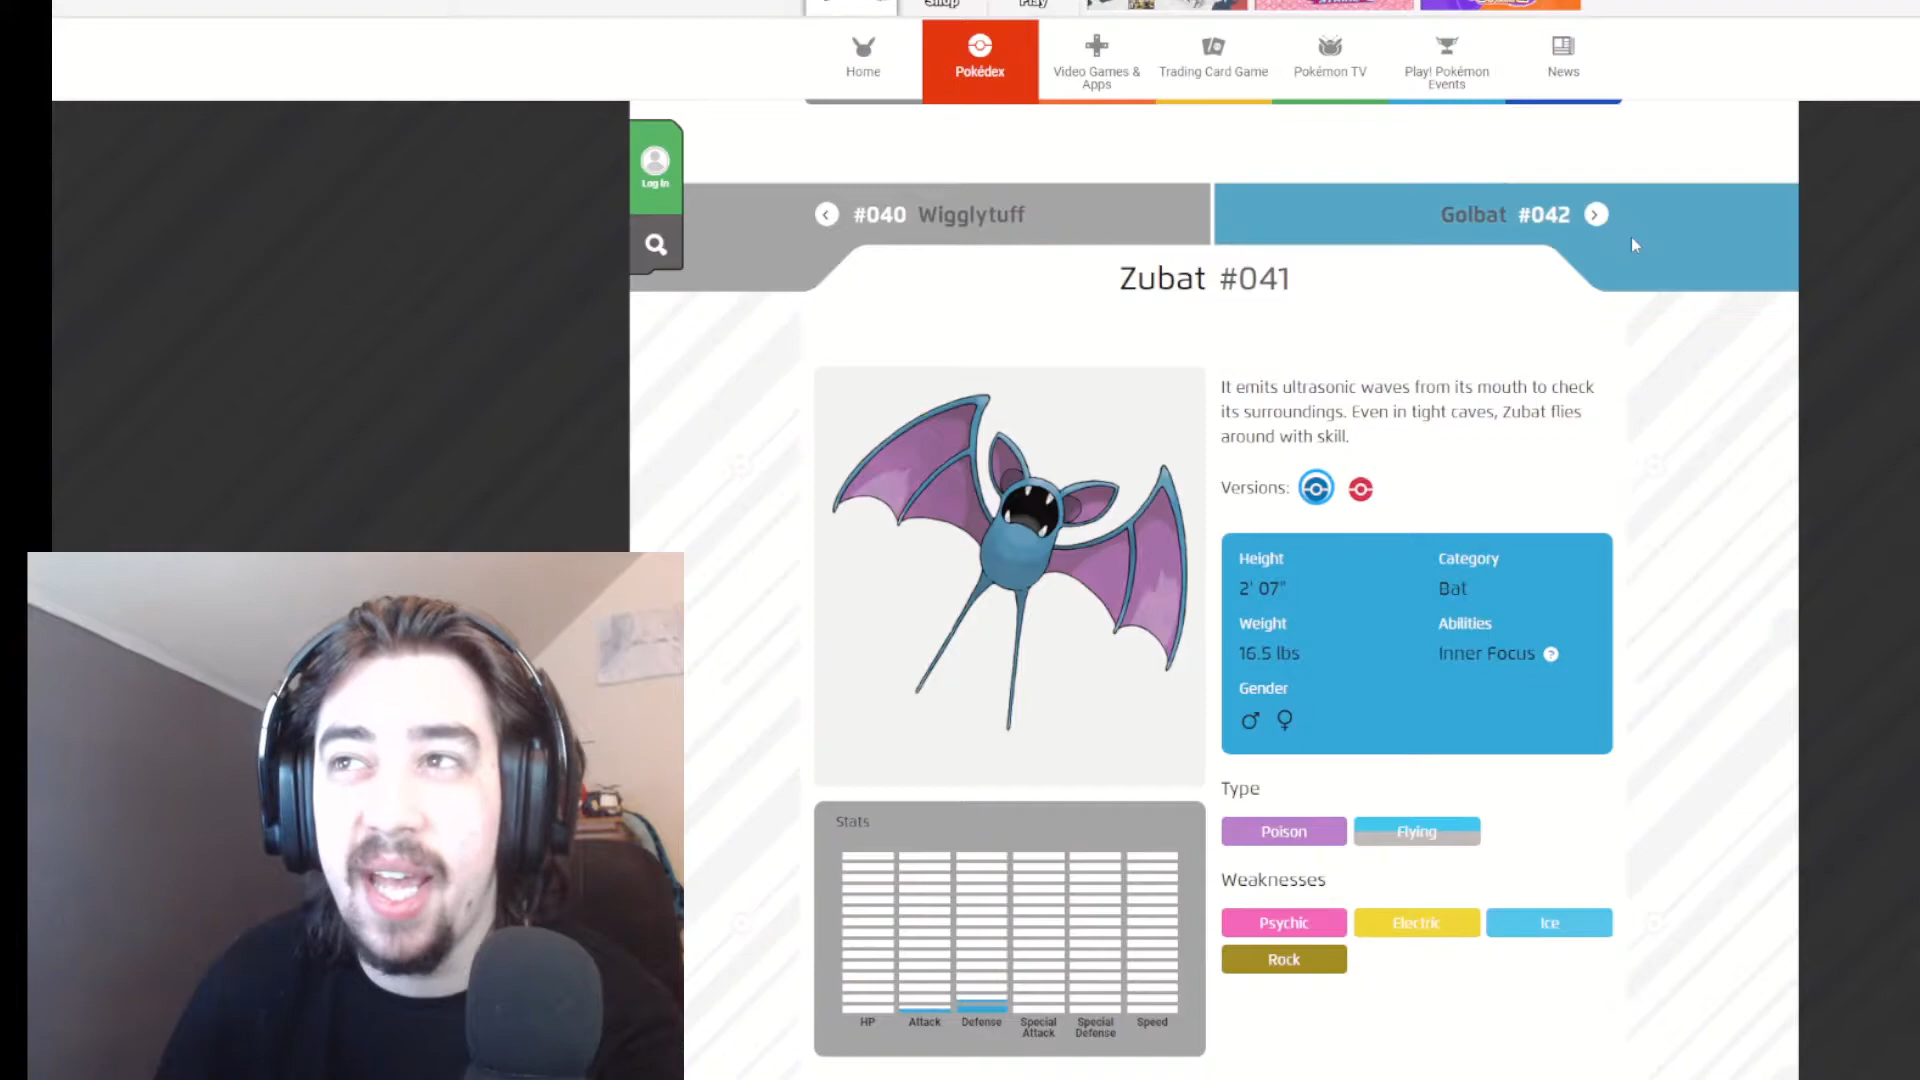 Shop
Play
Home
Pokédex
Video Games &
Apps
Trading Card Game
Pokémon TV
Play! Pokémon
Events
News
Log In
#040 Wigglytuff
Golbat #042
Zubat #041
It emits ultrasonic waves from its mouth to check
its surroundings. Even in tight caves, Zubat flies
around with skill.
Versions:
Height
2' 07"
Category
Bat
Weight
16.5 lbs
Abilities
Inner Focus ?
Gender
♂ ♀
Type
Poison
Flying
Weaknesses
Psychic
Electric
Ice
Rock
Stats
HP
Attack
Defense
Special
Attack
Special
Defense
Speed